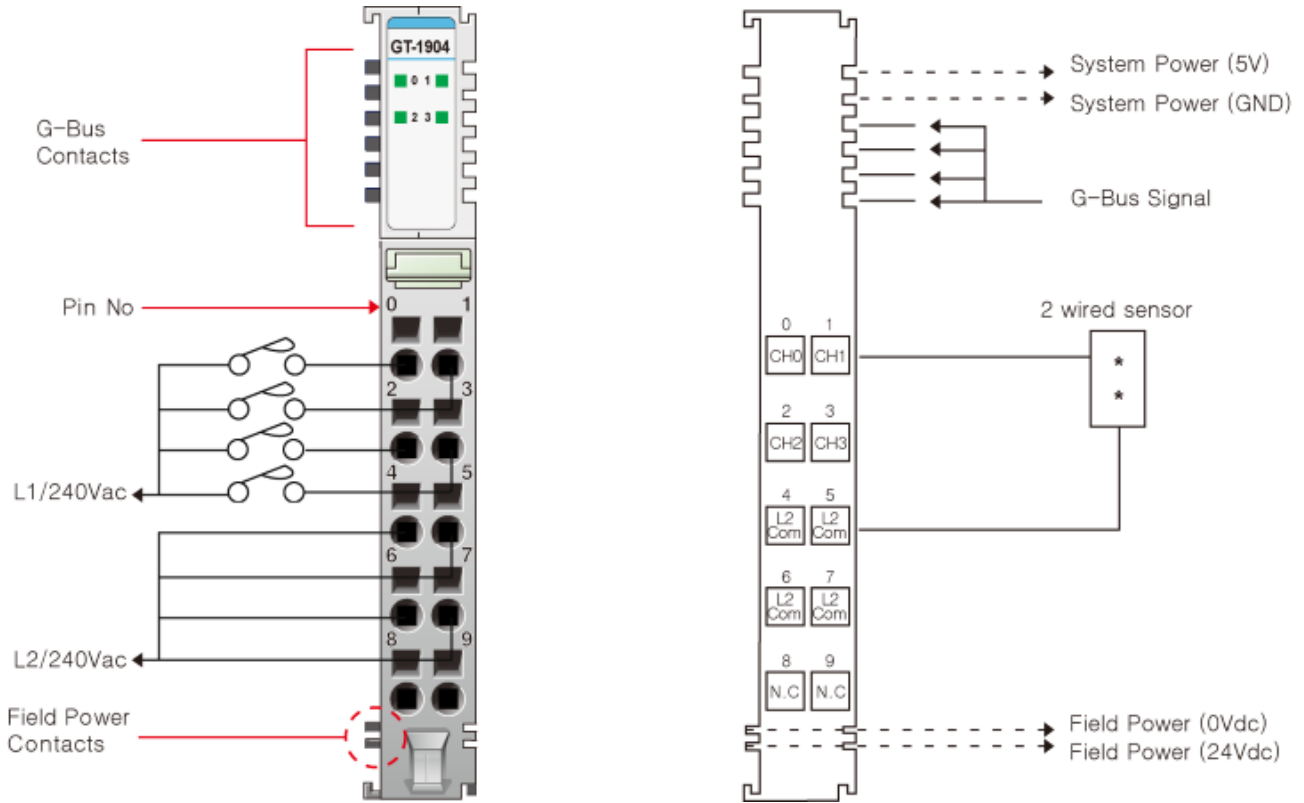 GT-1904
0 1
2 3
G-Bus
Contacts
Pin No
0 1
2 3
4 5
L1/240Vac
6 7
8 9
L2/240Vac
Field Power
Contacts
System Power (5V)
System Power (GND)
G-Bus Signal
2 wired sensor
*
*
0 1
CH0 CH1
2 3
CH2 CH3
4 5
L2 L2
Com Com
6 7
L2 L2
Com Com
8 9
N.C N.C
Field Power (0Vdc)
Field Power (24Vdc)